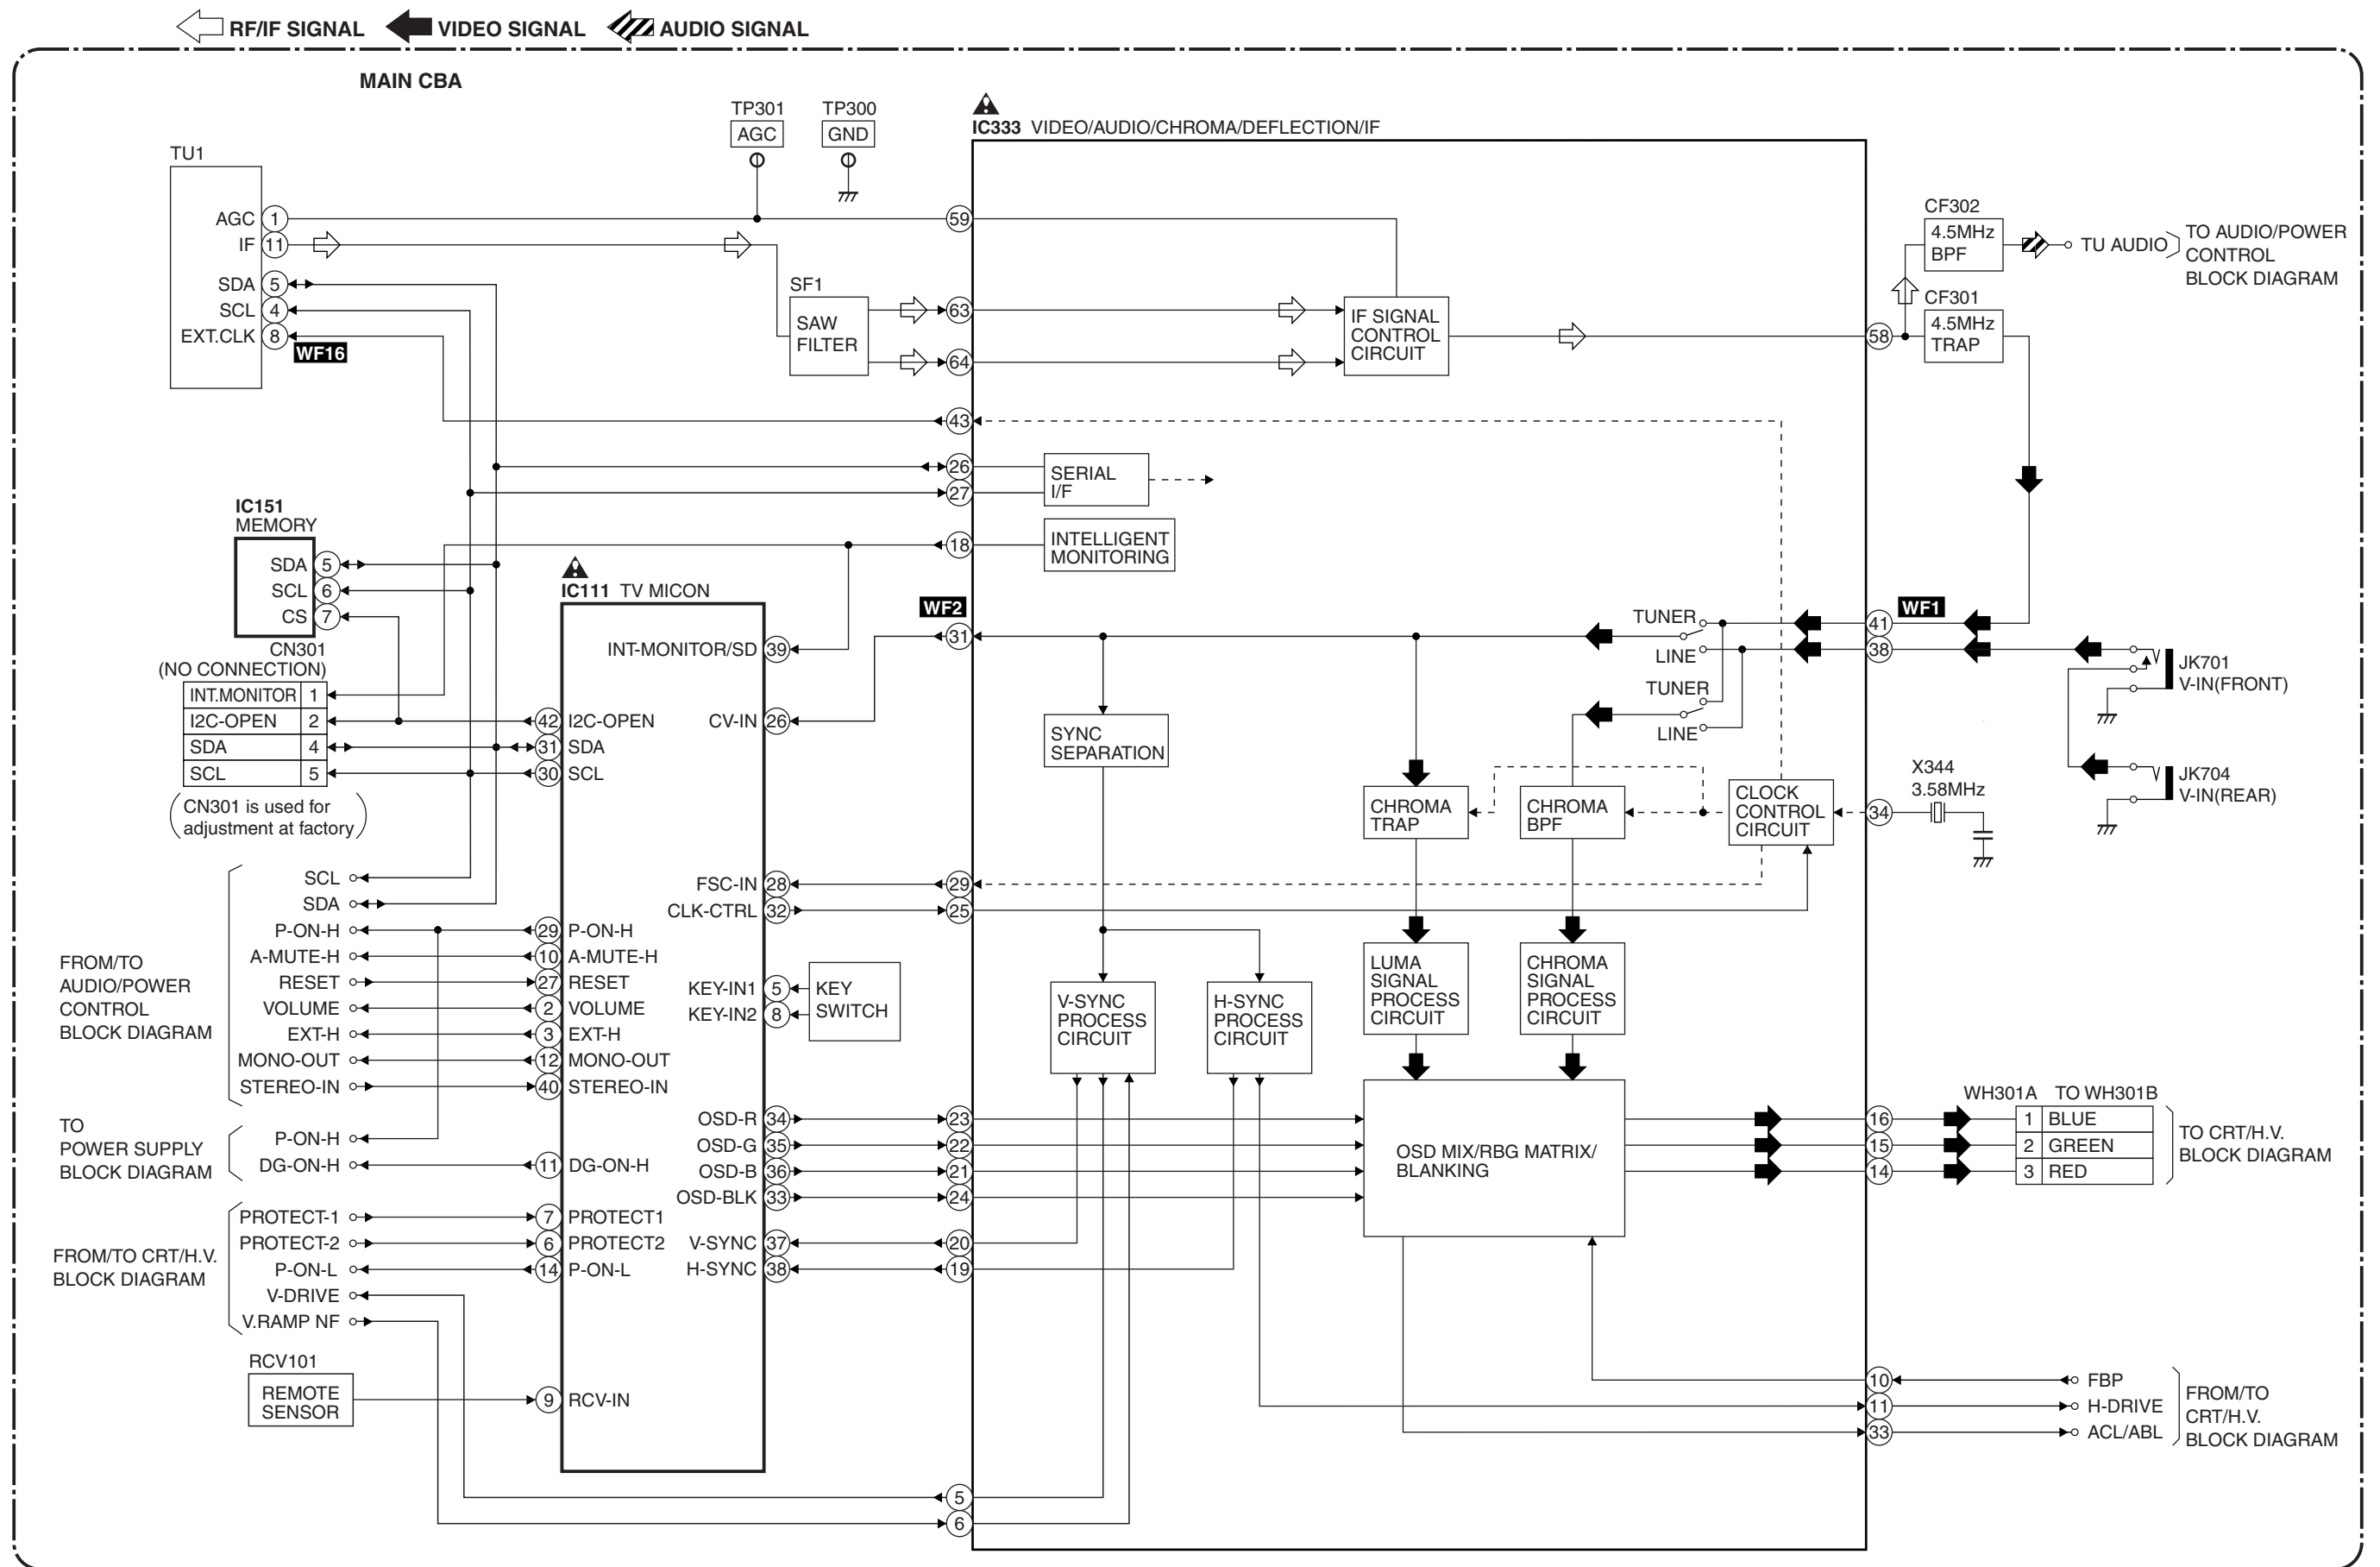 RF/IF SIGNAL
VIDEO SIGNAL
AUDIO SIGNAL
MAIN CBA
TP301
AGC
TP300
GND
IC333 VIDEO/AUDIO/CHROMA/DEFLECTION/IF
TU1
AGC 1
IF 11
SDA 5
SCL 4
EXT.CLK 8
WF16
SF1
SAW
FILTER
59
63
64
43
26
27
18
WF2
31
IF SIGNAL
CONTROL
CIRCUIT
58
CF302
4.5MHz
BPF
TU AUDIO
TO AUDIO/POWER
CONTROL
BLOCK DIAGRAM
CF301
4.5MHz
TRAP
SERIAL
I/F
INTELLIGENT
MONITORING
IC151
MEMORY
SDA 5
SCL 6
CS 7
CN301
(NO CONNECTION)
INT.MONITOR 1
I2C-OPEN 2
SDA 4
SCL 5
(CN301 is used for
adjustment at factory)
IC111 TV MICON
INT-MONITOR/SD 39
42 I2C-OPEN
CV-IN 26
31 SDA
30 SCL
FSC-IN 28
CLK-CTRL 32
29
25
TUNER
LINE
TUNER
LINE
41
WF1
38
JK701
V-IN(FRONT)
JK704
V-IN(REAR)
X344
3.58MHz
34
SYNC
SEPARATION
CHROMA
TRAP
CHROMA
BPF
CLOCK
CONTROL
CIRCUIT
FROM/TO
AUDIO/POWER
CONTROL
BLOCK DIAGRAM
SCL
SDA
P-ON-H
A-MUTE-H
RESET
VOLUME
EXT-H
MONO-OUT
STEREO-IN
29 P-ON-H
10 A-MUTE-H
27 RESET
2 VOLUME
3 EXT-H
12 MONO-OUT
40 STEREO-IN
KEY-IN1 5
KEY-IN2 8
KEY
SWITCH
V-SYNC
PROCESS
CIRCUIT
H-SYNC
PROCESS
CIRCUIT
LUMA
SIGNAL
PROCESS
CIRCUIT
CHROMA
SIGNAL
PROCESS
CIRCUIT
TO
POWER SUPPLY
BLOCK DIAGRAM
P-ON-H
DG-ON-H
11 DG-ON-H
OSD-R 34
OSD-G 35
OSD-B 36
OSD-BLK 33
23
22
21
24
OSD MIX/RBG MATRIX/
BLANKING
16
15
14
WH301A TO WH301B
1 BLUE
2 GREEN
3 RED
TO CRT/H.V.
BLOCK DIAGRAM
FROM/TO CRT/H.V.
BLOCK DIAGRAM
PROTECT-1
PROTECT-2
P-ON-L
V-DRIVE
V.RAMP NF
7 PROTECT1
6 PROTECT2
14 P-ON-L
V-SYNC 37
H-SYNC 38
20
19
RCV101
REMOTE
SENSOR
9 RCV-IN
5
6
10
11
33
FBP
H-DRIVE
ACL/ABL
FROM/TO
CRT/H.V.
BLOCK DIAGRAM